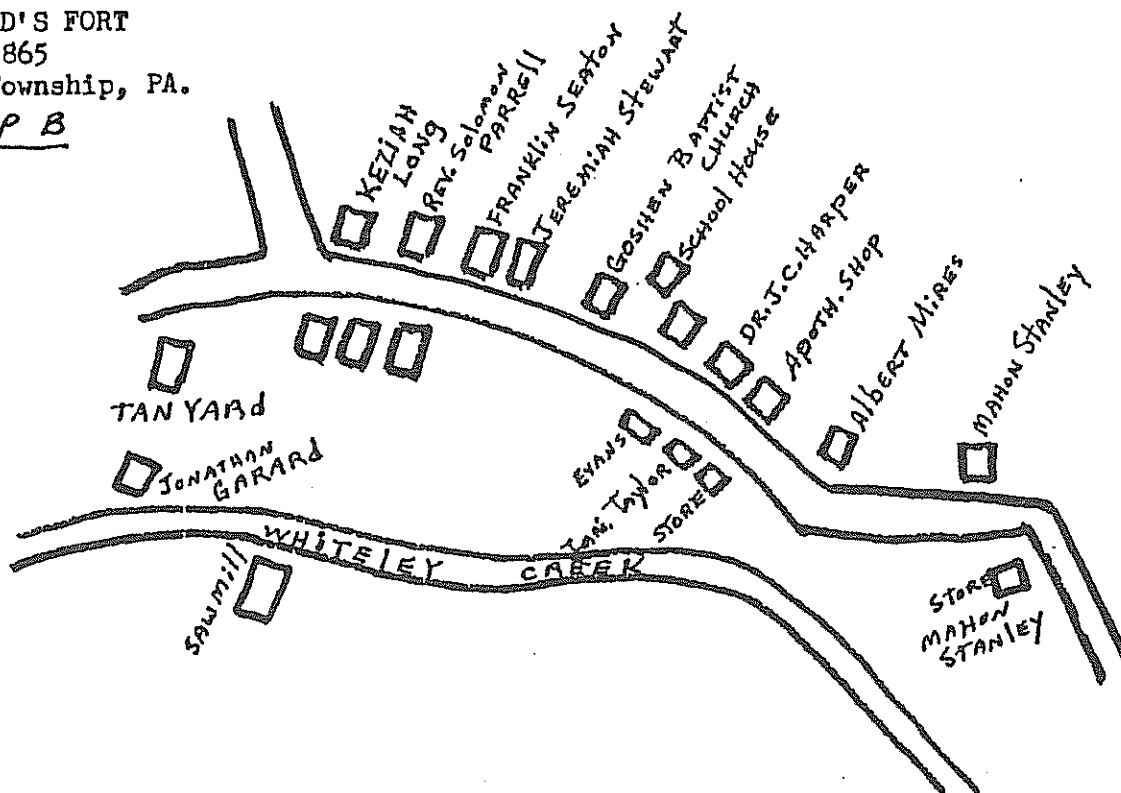 D'S FORT
865
ownship, PA.
P B
KEZIAH
LONG
REV. Solomon
PARRELL
FRANKLIN SEATON
JEREMIAH STEWART
GOSHEN BAPTIST
CHURCH
SCHOOL HOUSE
DR. J.C. HARPER
APOTH. SHOP
AlBERT MiRES
MAHON STANLEY
TAN YARd
JONATHAN
GARARd
EVANS
Taylor
STORE
WHITELEY CREEK
SAWMill
STORE
MAHON
STANLEY